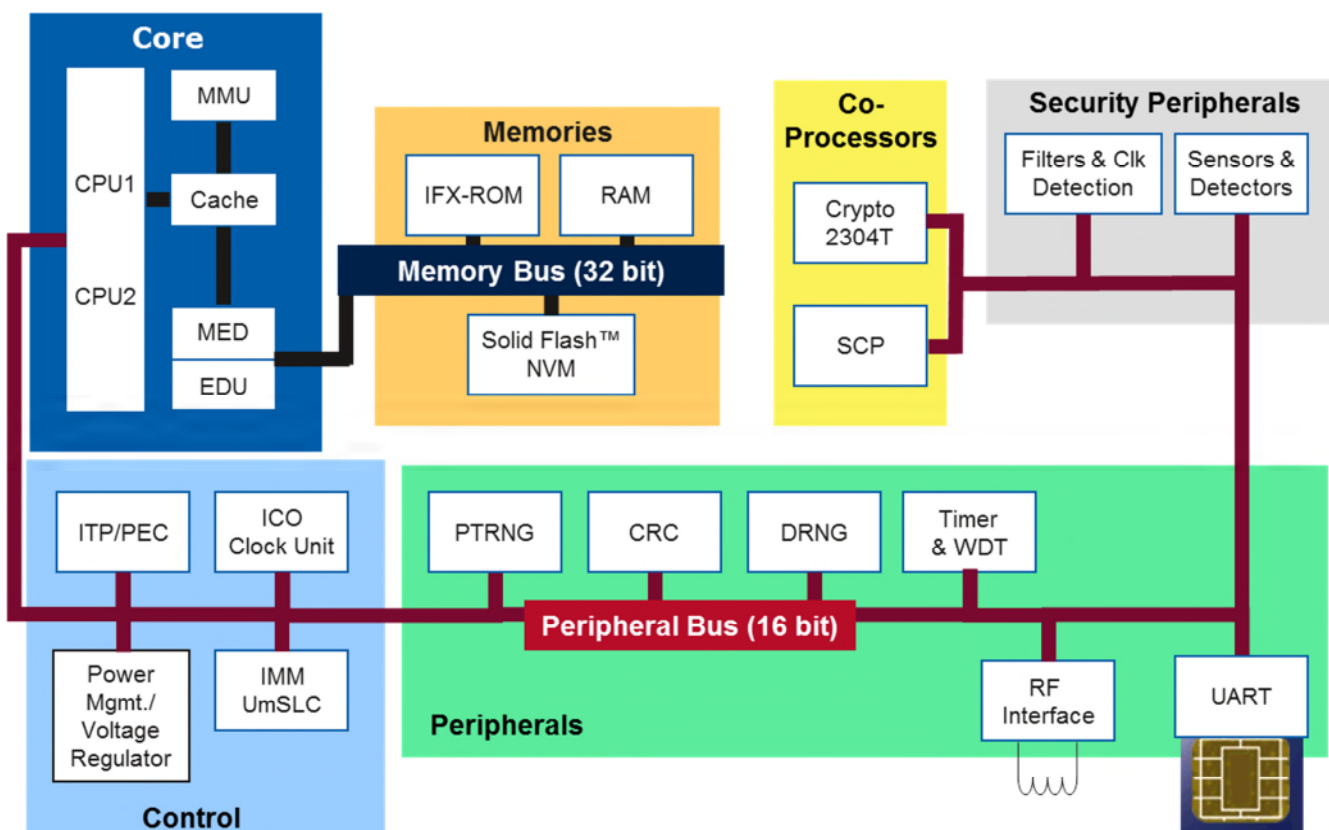 Core
CPU1
CPU2
MMU
Cache
MED
EDU
Memories
IFX-ROM
RAM
Memory Bus (32 bit)
Solid Flash™
NVM
Co-
Processors
Crypto
2304T
SCP
Security Peripherals
Filters & Clk
Detection
Sensors &
Detectors
ITP/PEC
ICO
Clock Unit
Power
Mgmt./
Voltage
Regulator
IMM
UmSLC
Control
PTRNG
CRC
DRNG
Timer
& WDT
Peripheral Bus (16 bit)
RF
Interface
UART
Peripherals